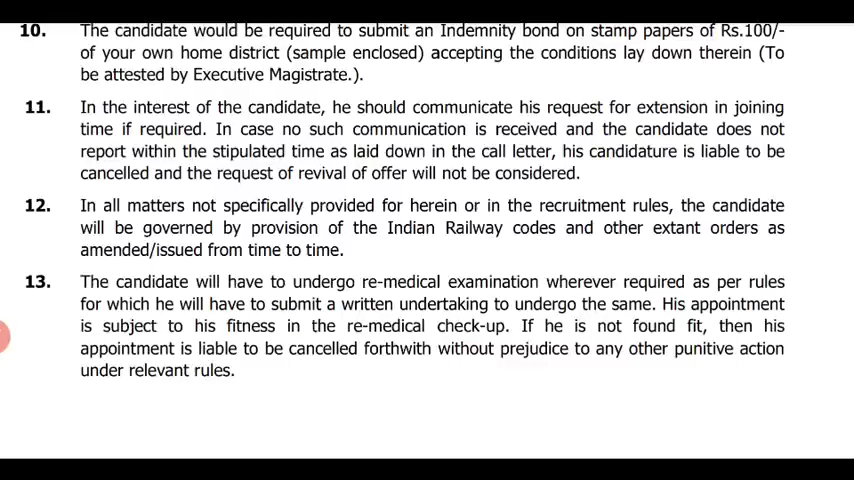 10. The candidate would be required to submit an Indemnity bond on stamp papers of Rs.100/-
of your own home district (sample enclosed) accepting the conditions lay down therein (To
be attested by Executive Magistrate.).
11. In the interest of the candidate, he should communicate his request for extension in joining
time if required. In case no such communication is received and the candidate does not
report within the stipulated time as laid down in the call letter, his candidature is liable to be
cancelled and the request of revival of offer will not be considered.
12. In all matters not specifically provided for herein or in the recruitment rules, the candidate
will be governed by provision of the Indian Railway codes and other extant orders as
amended/issued from time to time.
13. The candidate will have to undergo re-medical examination wherever required as per rules
for which he will have to submit a written undertaking to undergo the same. His appointment
is subject to his fitness in the re-medical check-up. If he is not found fit, then his
appointment is liable to be cancelled forthwith without prejudice to any other punitive action
under relevant rules.